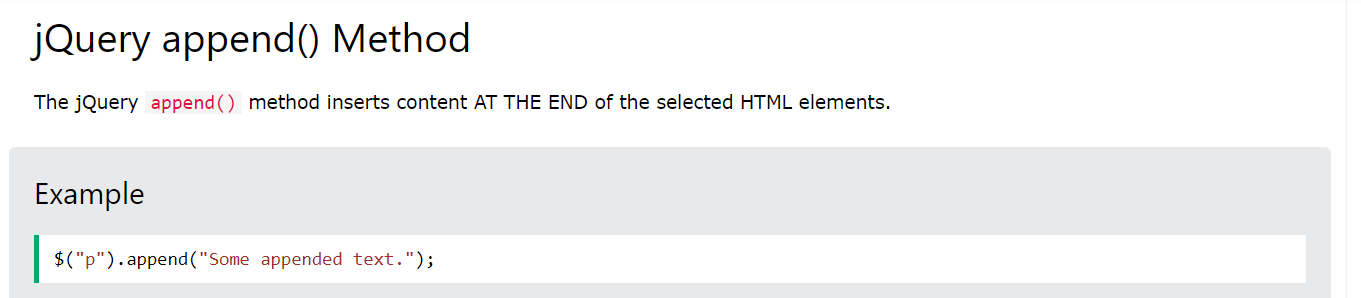 jQuery append() Method
The jQuery append() method inserts content AT THE END of the selected HTML elements.
Example
$("p").append("Some appended text.");